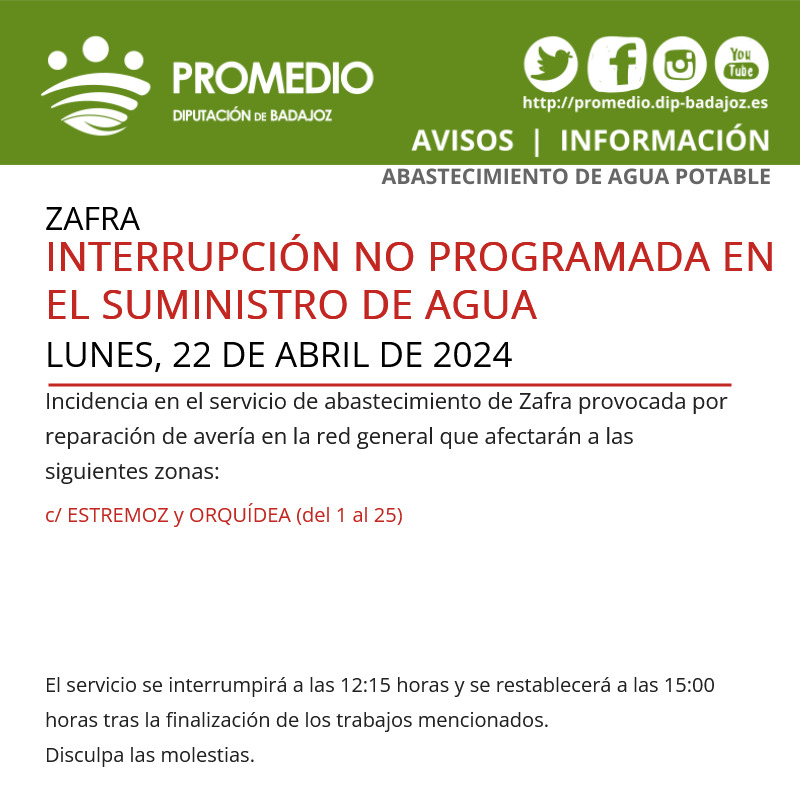 PROMEDIO
DIPUTACIÓN DE BADAJOZ
You
Tube
http://promedio.dip-badajoz.es
AVISOS | INFORMACIÓN
ABASTECIMIENTO DE AGUA POTABLE
ZAFRA
INTERRUPCIÓN NO PROGRAMADA EN
EL SUMINISTRO DE AGUA
LUNES, 22 DE ABRIL DE 2024
Incidencia en el servicio de abastecimiento de Zafra provocada por
reparación de avería en la red general que afectarán a las
siguientes zonas:
c/ ESTREMOZ y ORQUÍDEA (del 1 al 25)
El servicio se interrumpirá a las 12:15 horas y se restablecerá a las 15:00
horas tras la finalización de los trabajos mencionados.
Disculpa las molestias.